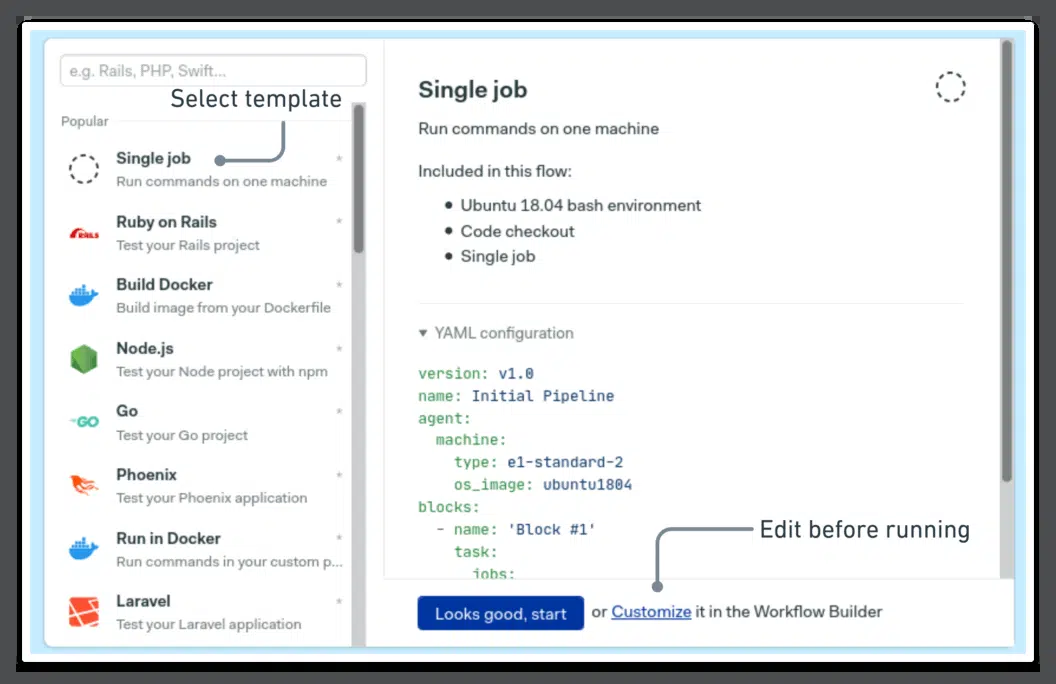 e.g. Rails, PHP, Swift...
Select template
Popular
Single job
Run commands on one machine
RAILS
Ruby on Rails
Test your Rails project
Build Docker
Build image from your Dockerfile
Node.js
Test your Node project with npm
GO
Go
Test your Go project
Phoenix
Test your Phoenix application
Run in Docker
Run commands in your custom p...
Laravel
Test your Laravel application
Single job
Run commands on one machine
Included in this flow:
• Ubuntu 18.04 bash environment
• Code checkout
• Single job
▼ YAML configuration
version: v1.0
name: Initial Pipeline
agent:
machine:
type: e1-standard-2
os_image: ubuntu1804
blocks:
- name: 'Block #1'
task:
jobs:
Edit before running
Looks good, start or Customize it in the Workflow Builder